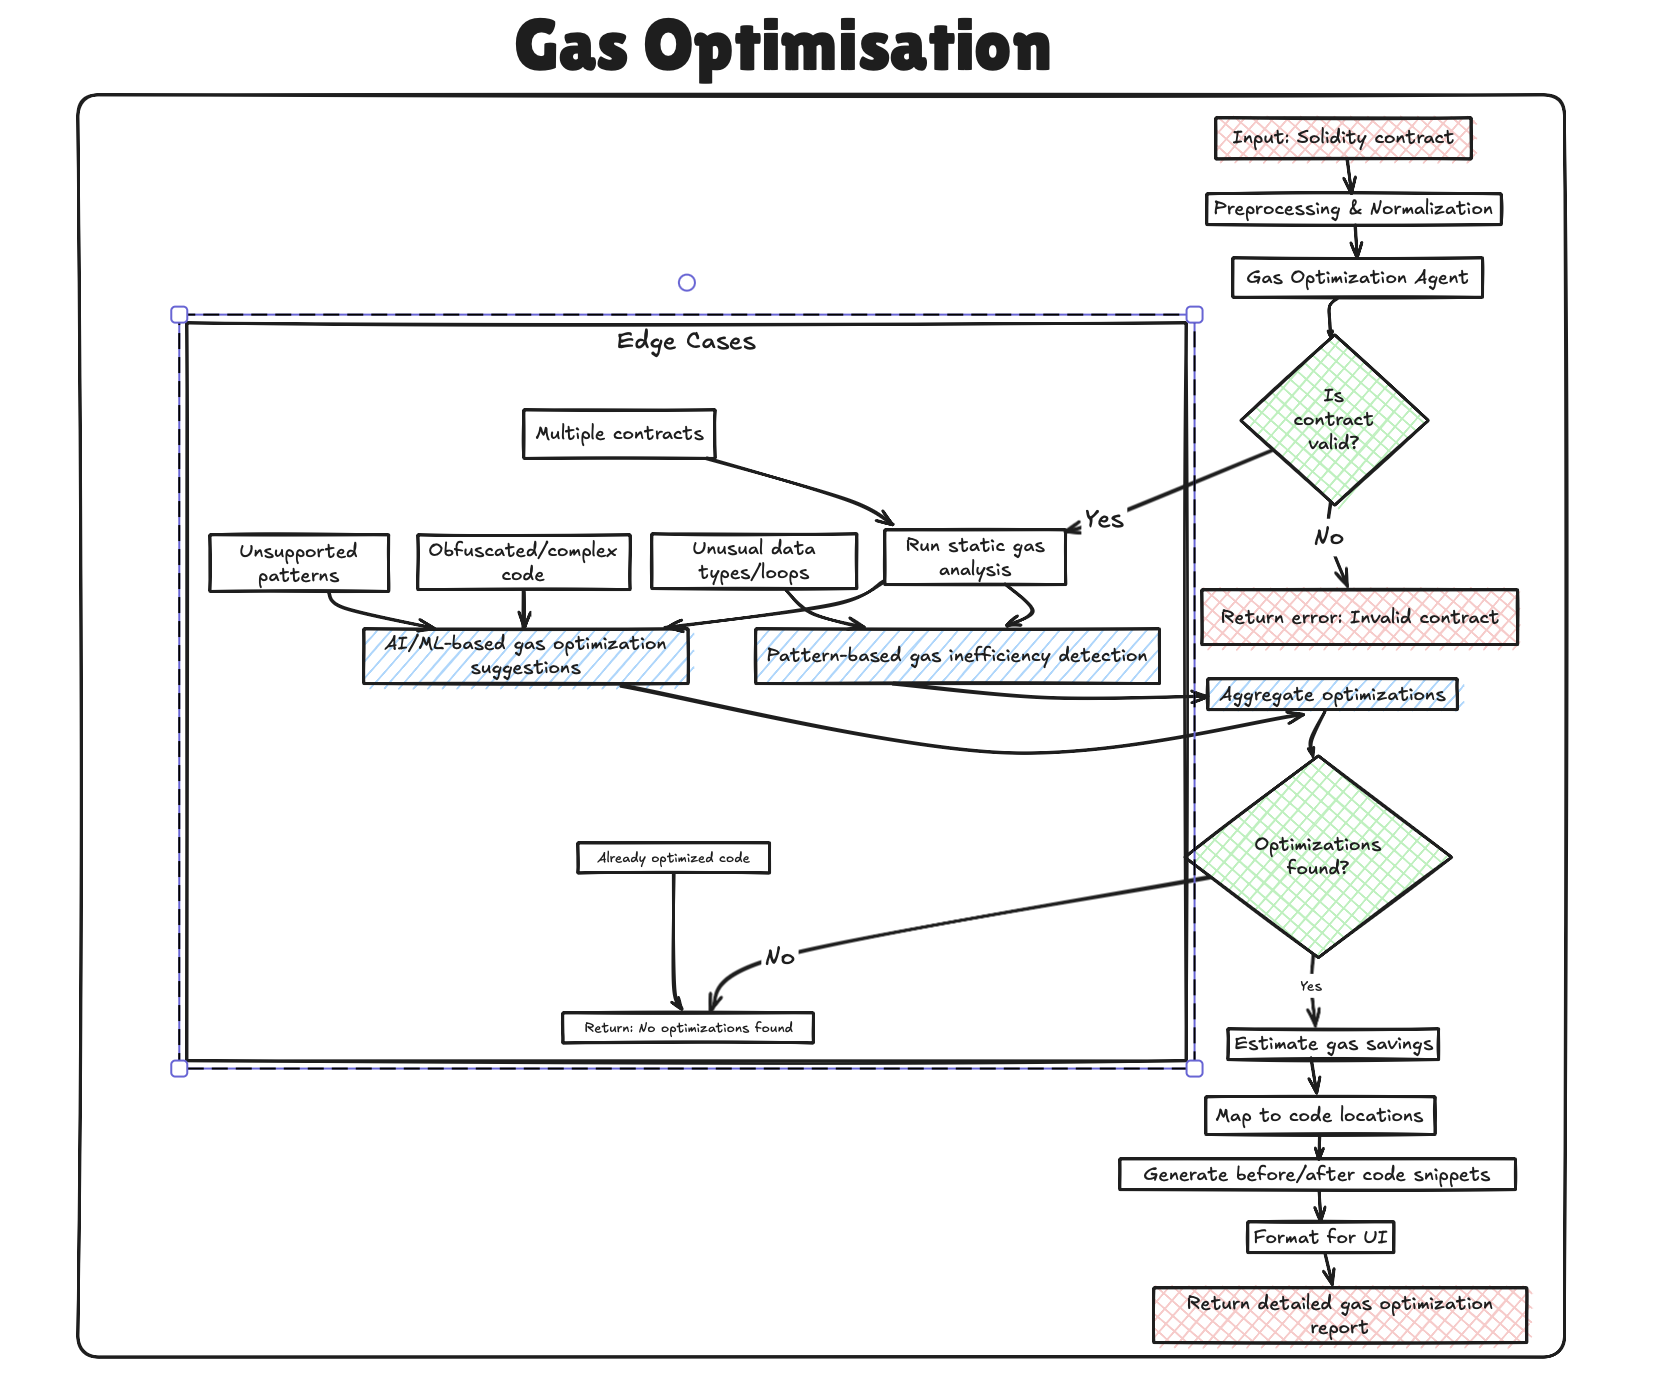 Gas Optimisation
Input: Solidity contract
Preprocessing & Normalization
Gas Optimization Agent
Is
contract
valid?
Yes
No
Return error: Invalid contract
Edge Cases
Multiple contracts
Unsupported
patterns
Obfuscated/complex
code
Unusual data
types/loops
Run static gas
analysis
AI/ML-based gas optimization
suggestions
Pattern-based gas inefficiency detection
Aggregate optimizations
Optimizations
found?
Already optimized code
No
Return: No optimizations found
Yes
Estimate gas savings
Map to code locations
Generate before/after code snippets
Format for UI
Return detailed gas optimization
report